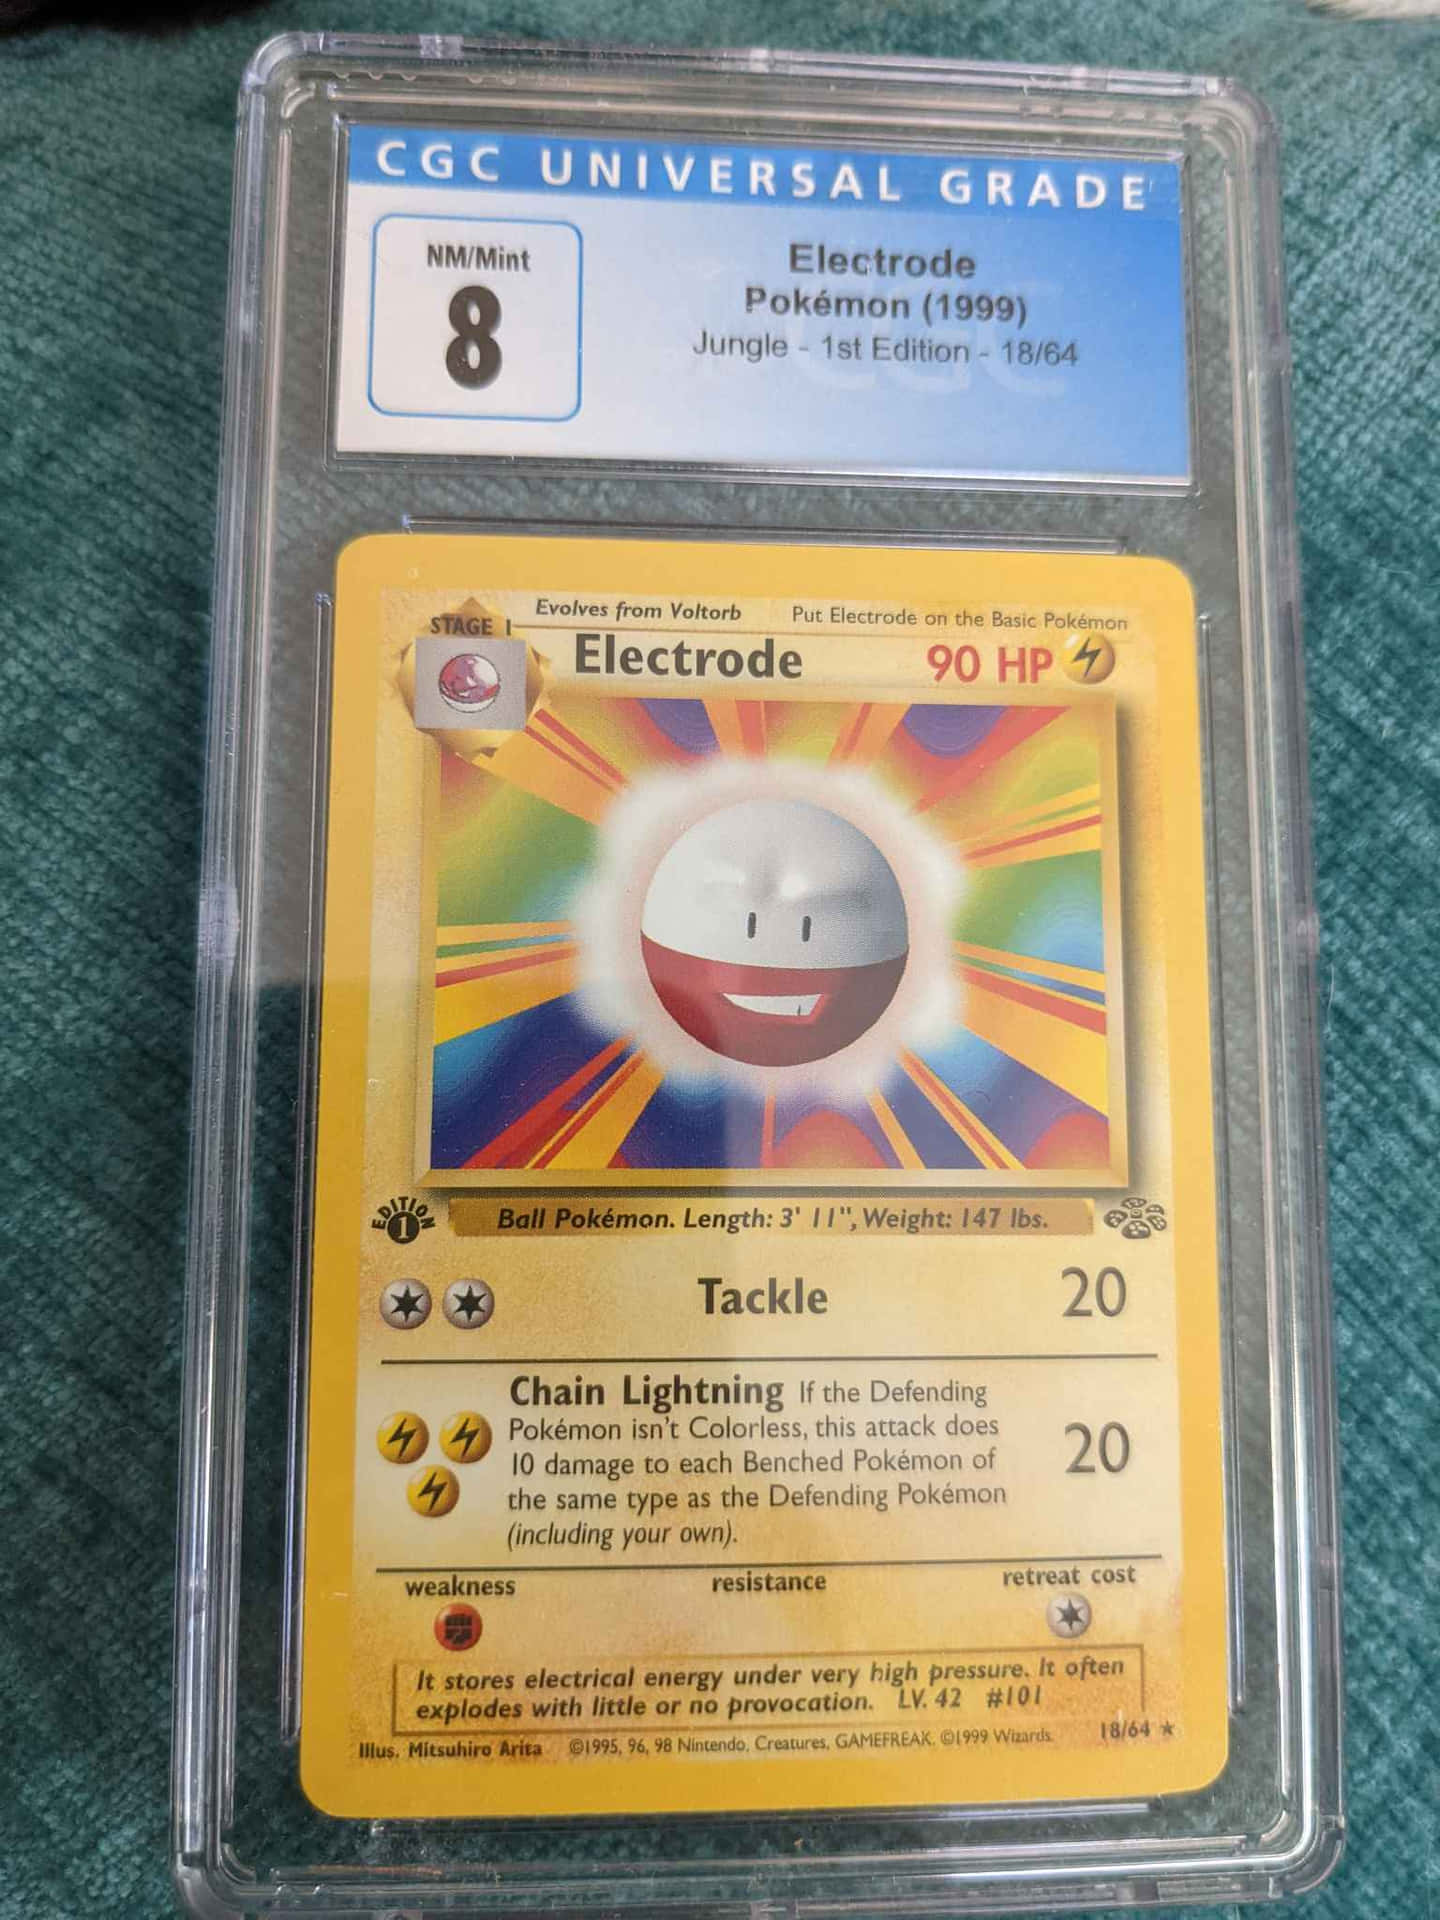 CGC UNIVERSAL GRADE
NM/Mint
8
Electrode
Pokémon (1999)
Jungle - 1st Edition - 18/64
STAGE 1
Evolves from Voltorb
Put Electrode on the Basic Pokémon
Electrode
90 HP
EDITION
1
Ball Pokémon. Length: 3' 11", Weight: 147 lbs.
Tackle
20
Chain Lightning If the Defending
Pokémon isn't Colorless, this attack does
10 damage to each Benched Pokémon of
the same type as the Defending Pokémon
(including your own).
20
weakness
resistance
retreat cost
It stores electrical energy under very high pressure. It often
explodes with little or no provocation. LV. 42 #101
Illus. Mitsuhiro Arita
©1995, 96, 98 Nintendo, Creatures, GAMEFREAK. ©1999 Wizards.
18/64 ★